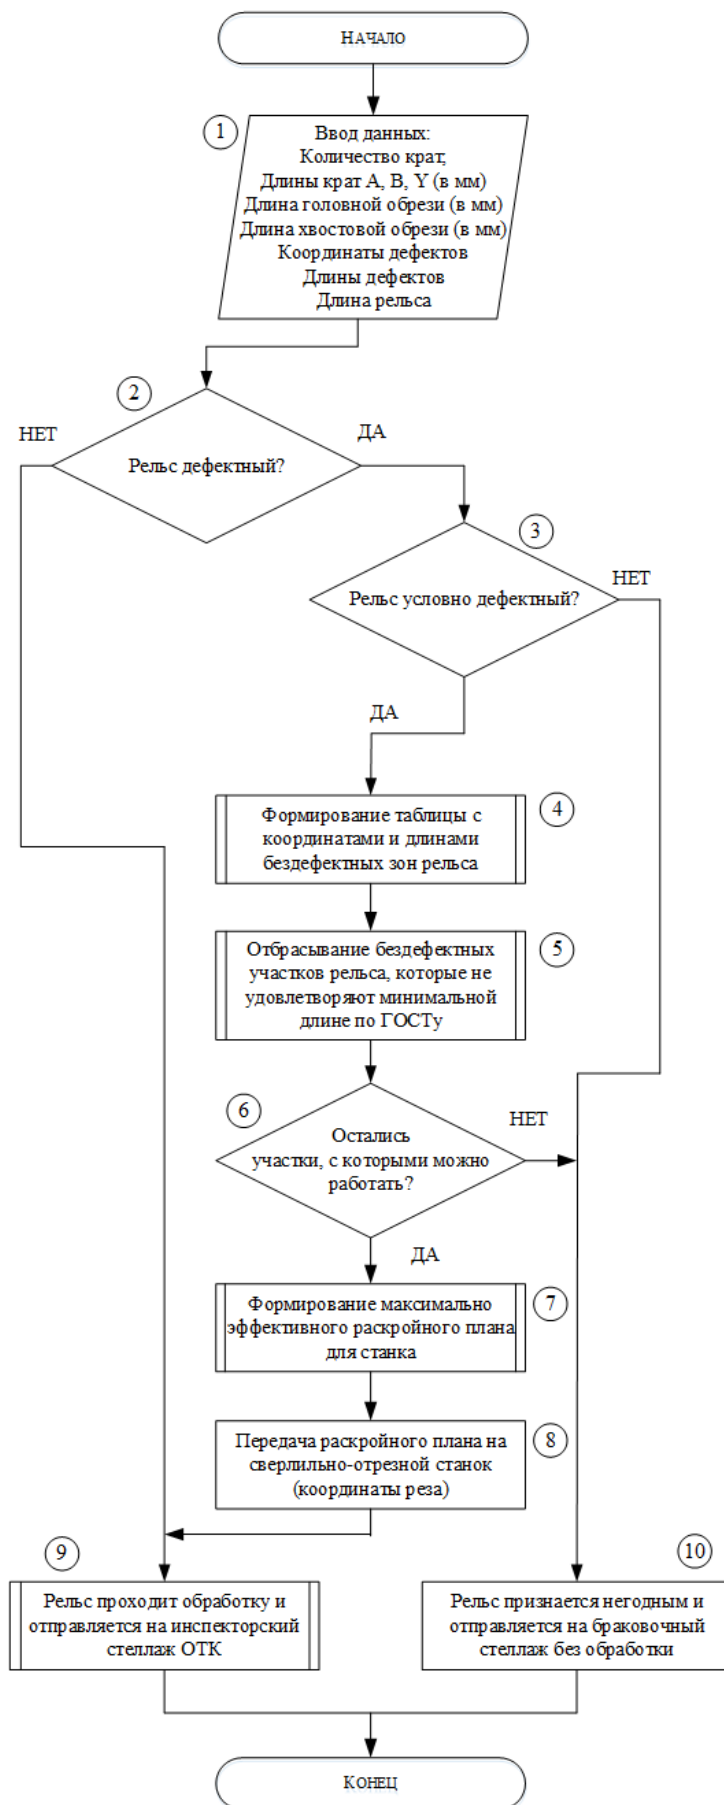 НАЧАЛО
1
Ввод данных:
Количество крат;
Длины крат A, B, Y (в мм)
Длина головной обрези (в мм)
Длина хвостовой обрези (в мм)
Координаты дефектов
Длины дефектов
Длина рельса
2
НЕТ
ДА
Рельс дефектный?
3
НЕТ
Рельс условно дефектный?
ДА
4
Формирование таблицы с
координатами и длинами
бездефектных зон рельса
5
Отбрасывание бездефектных
участков рельса, которые не
удовлетворяют минимальной
длине по ГОСТу
6
НЕТ
Остались
участки, с которыми можно
работать?
ДА
7
Формирование максимально
эффективного раскройного плана
для станка
8
Передача раскройного плана на
сверлильно-отрезной станок
(координаты реза)
9
Рельс проходит обработку и
отправляется на инспекторский
стеллаж ОТК
10
Рельс признается негодным и
отправляется на браковочный
стеллаж без обработки
КОНЕЦ